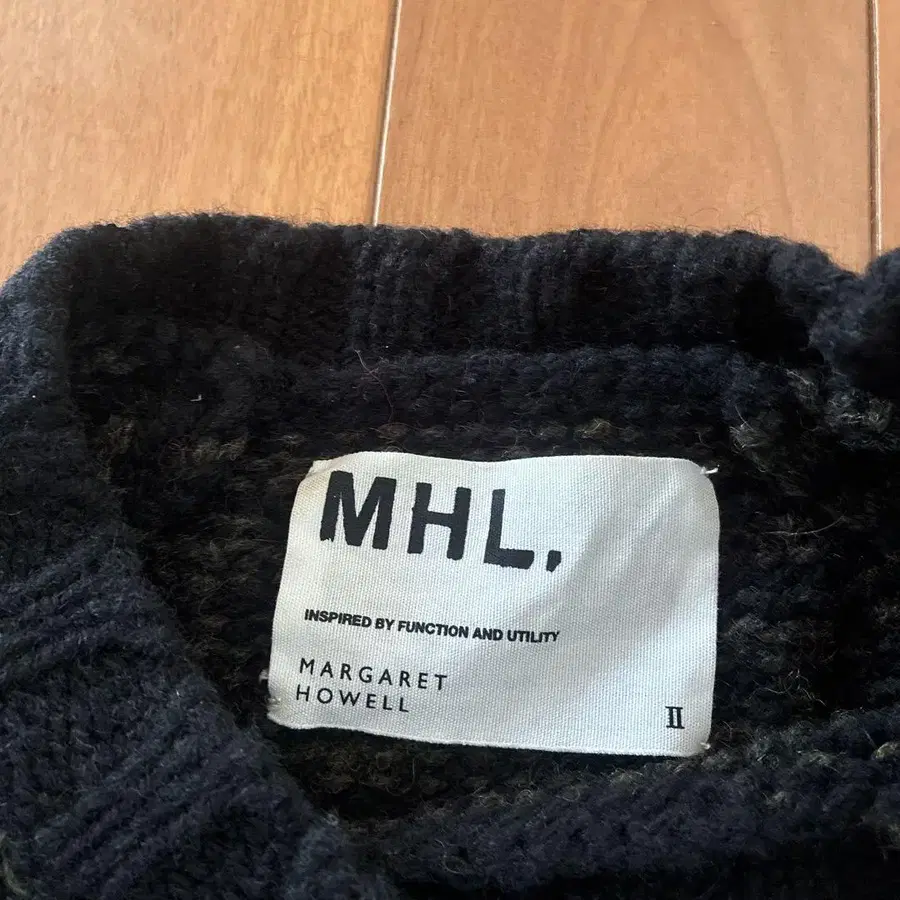 MHL.
INSPIRED BY FUNCTION AND UTILITY
MARGARET
HOWELL
II